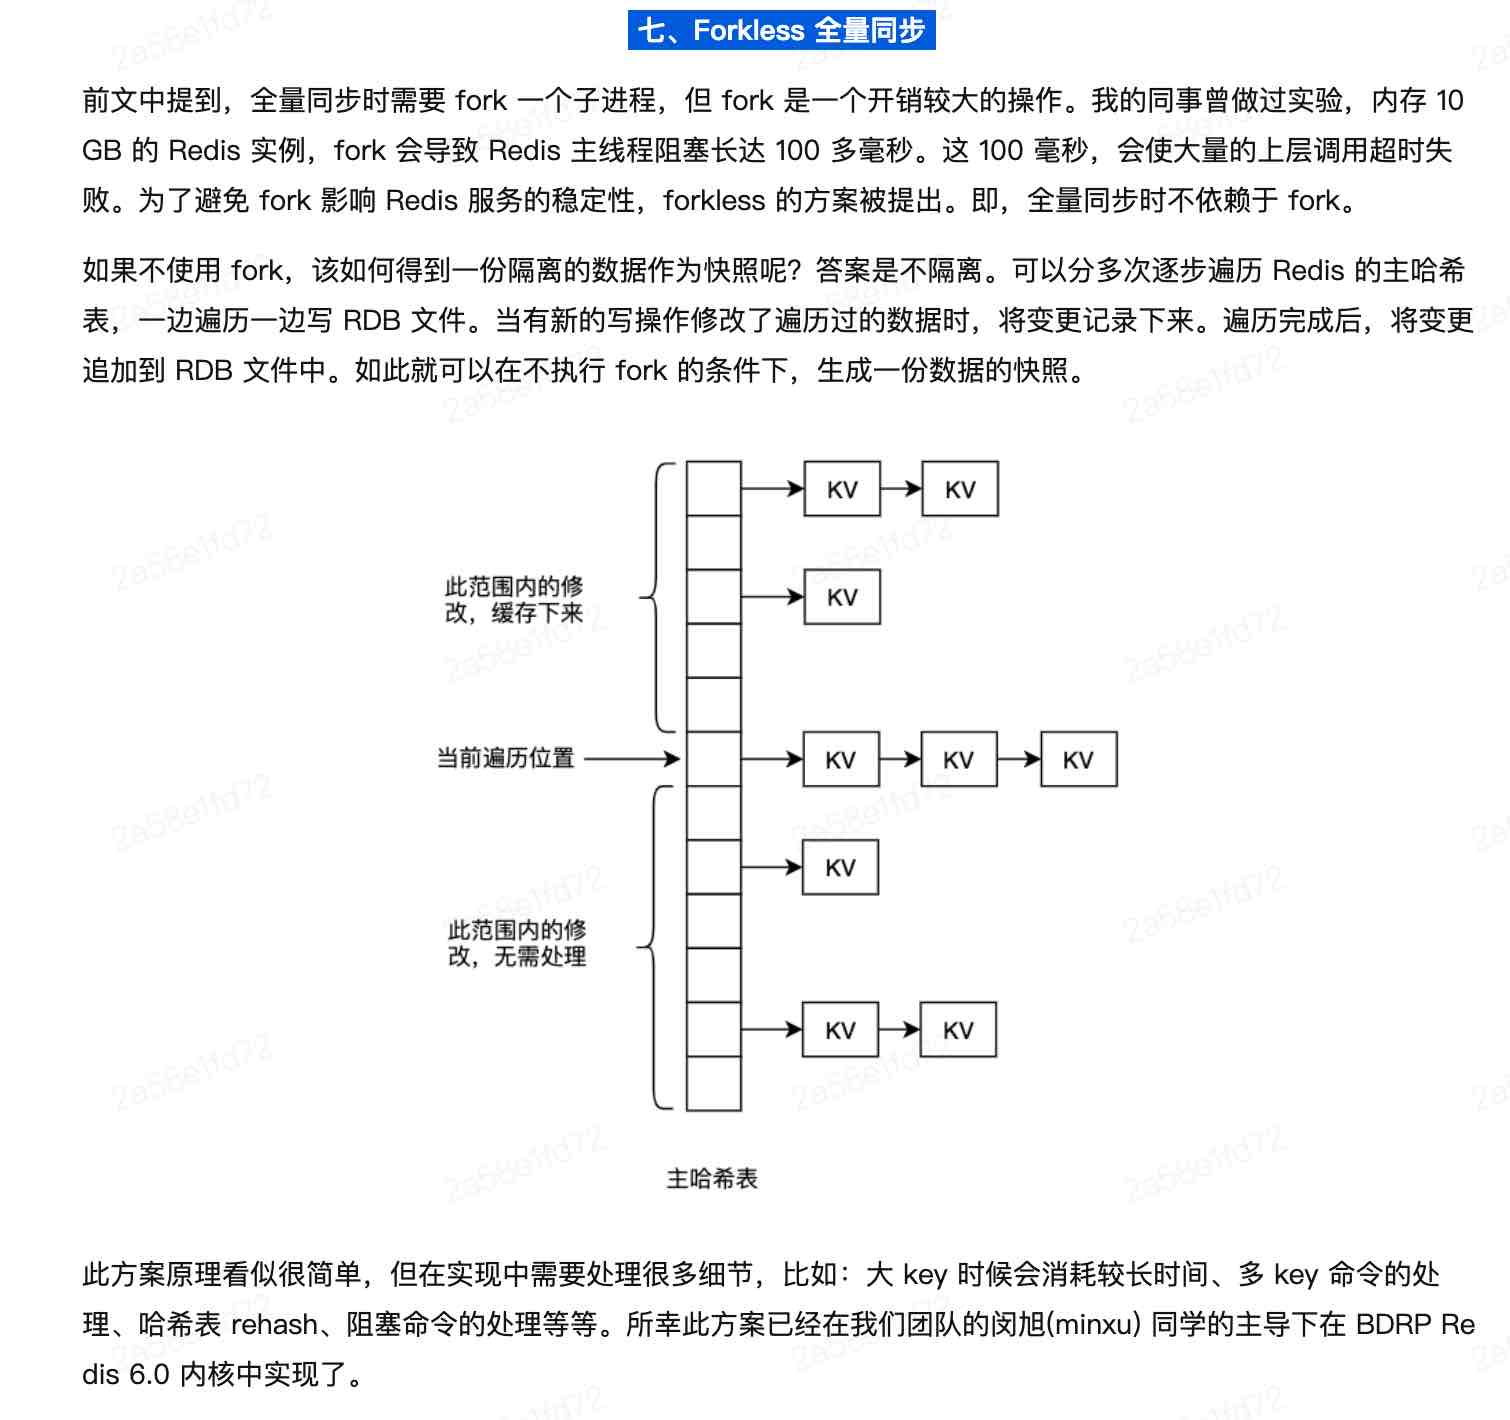 七、Forkless 全量同步
前文中提到，全量同步时需要 fork 一个子进程，但 fork 是一个开销较大的操作。我的同事曾做过实验，内存 10
GB 的 Redis 实例，fork 会导致 Redis 主线程阻塞长达 100 多毫秒。这 100 毫秒，会使大量的上层调用超时失
败。为了避免 fork 影响 Redis 服务的稳定性，forkless 的方案被提出。即，全量同步时不依赖于 fork。
如果不使用 fork，该如何得到一份隔离的数据作为快照呢？答案是不隔离。可以分多次逐步遍历 Redis 的主哈希
表，一边遍历一边写 RDB 文件。当有新的写操作修改了遍历过的数据时，将变更记录下来。遍历完成后，将变更
追加到 RDB 文件中。如此就可以在不执行 fork 的条件下，生成一份数据的快照。
KV KV
此范围内的修
改，缓存下来
KV
当前遍历位置
KV KV KV
KV
此范围内的修
改，无需处理
KV KV
主哈希表
此方案原理看似很简单，但在实现中需要处理很多细节，比如：大 key 时候会消耗较长时间、多 key 命令的处
理、哈希表 rehash、阻塞命令的处理等等。所幸此方案已经在我们团队的闵旭(minxu) 同学的主导下在 BDRP Re
dis 6.0 内核中实现了。
2a58e1fd72